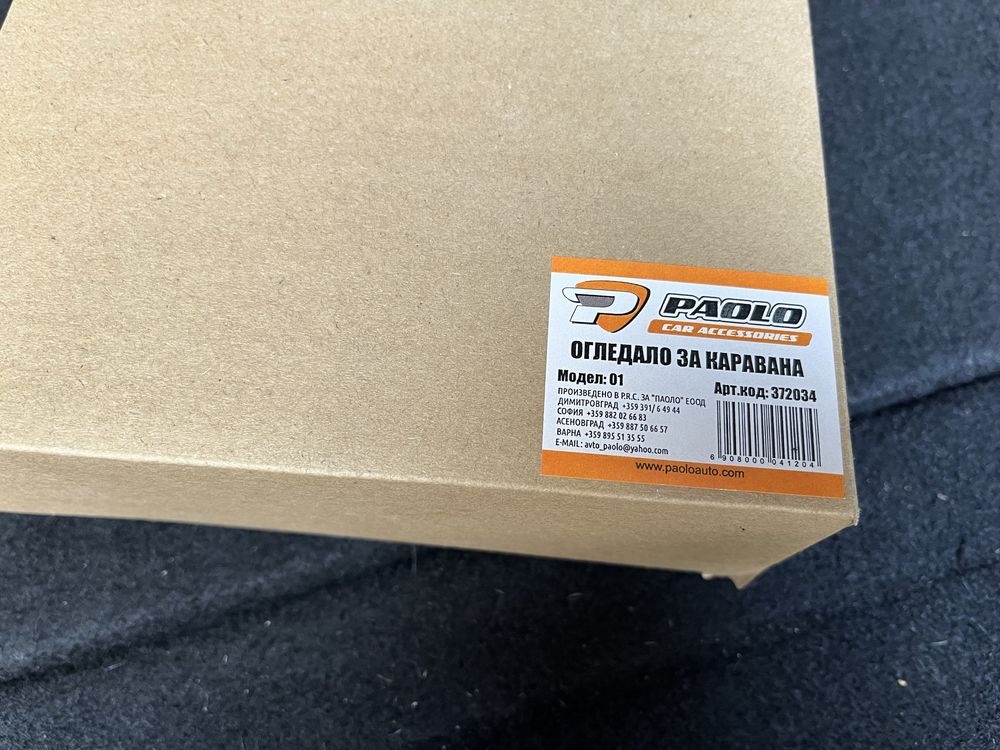 PAOLO
CAR ACCESSORIES
ОГЛЕДАЛО ЗА КАРАВАНА
Модел: 01
Арт.код: 372034
ПРОИЗВЕДЕНО В P.R.C. ЗА "ПАОЛО" ЕООД
ДИМИТРОВГРАД +359 391/ 6 49 44
СОФИЯ +359 882 02 66 83
АСЕНОВГРАД +359 887 50 66 57
ВАРНА +359 895 51 35 55
E-MAIL: avto_paolo@yahoo.com
6 908000 041204
www.paoloauto.com